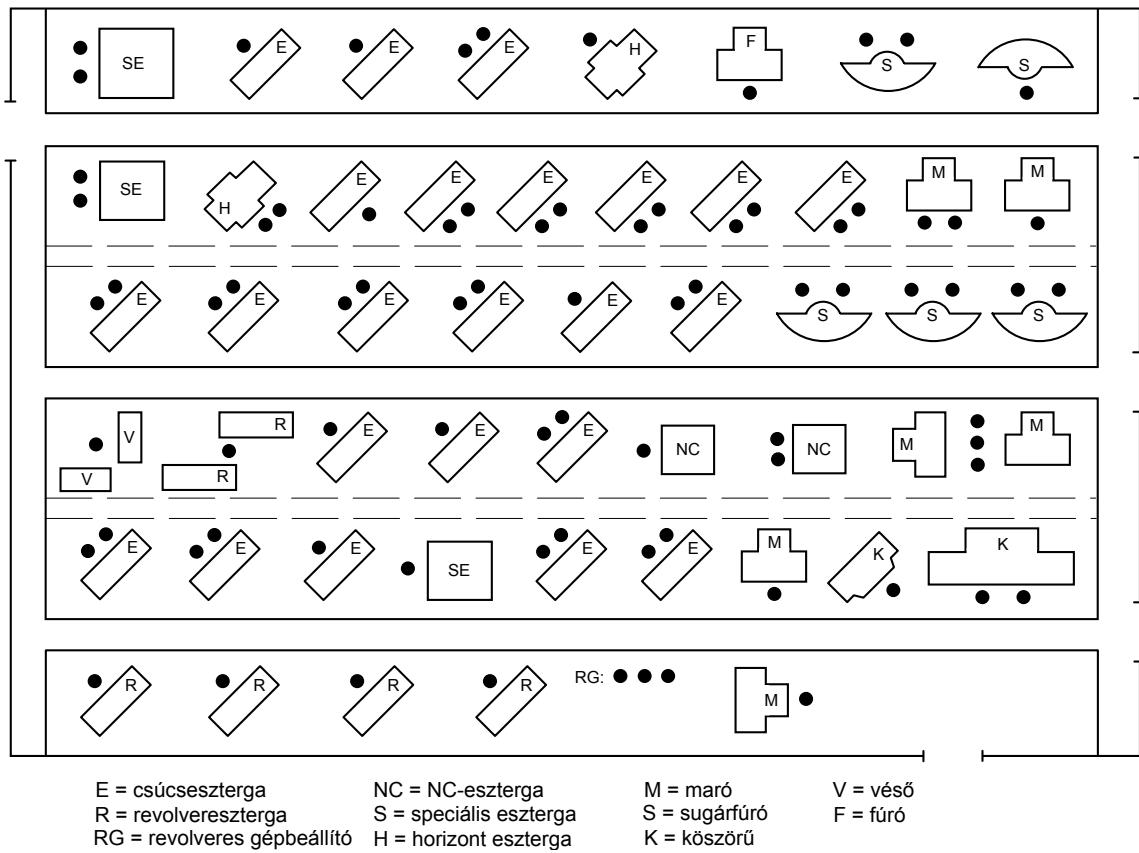 SE E E E H F S S
SE H E E E E E E M M
E E E E E E S S S
V R E E E NC NC M M
V R
E E E SE E E M K K
R R R R RG: M
E = csúcseszterga NC = NC-eszterga M = maró V = véső
R = revolvereszterga S = speciális eszterga S = sugárfúró F = fúró
RG = revolveres gépbeállító H = horizont eszterga K = köszörű